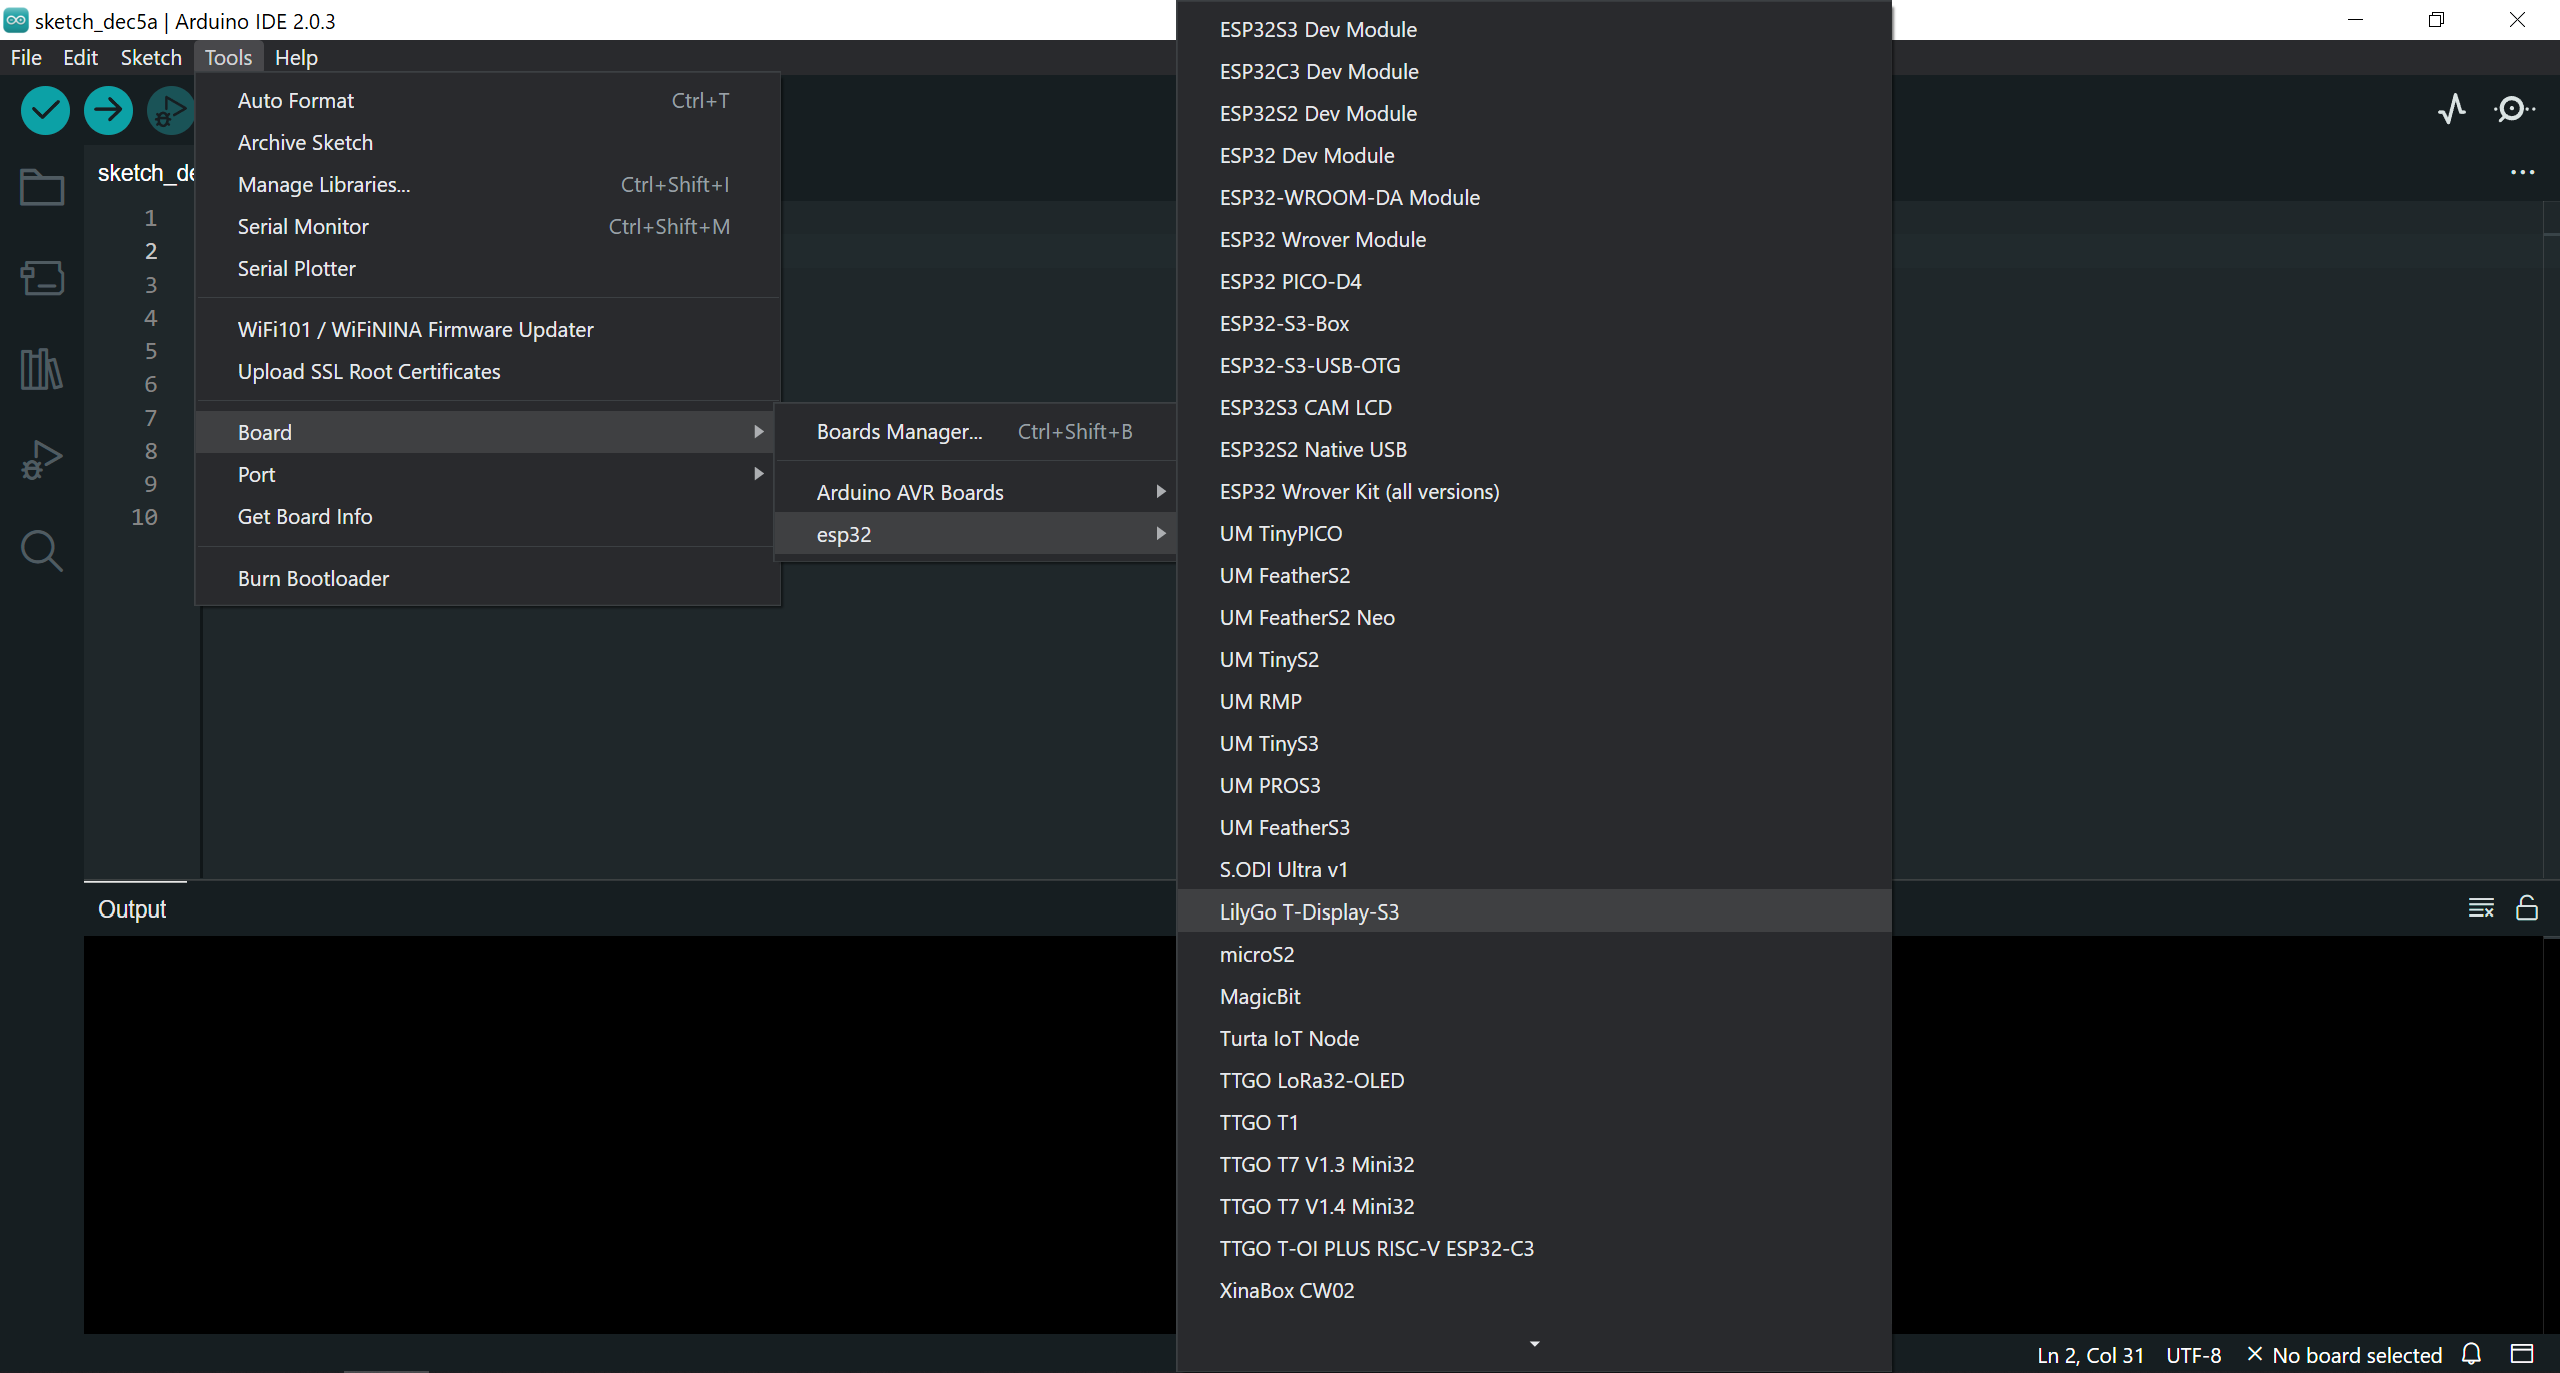 sketch_dec5a | Arduino IDE 2.0.3
File Edit Sketch Tools Help
sketch_de
1
2
3
4
5
6
7
8
9
10
Auto Format Ctrl+T
Archive Sketch
Manage Libraries... Ctrl+Shift+I
Serial Monitor Ctrl+Shift+M
Serial Plotter
WiFi101 / WiFiNINA Firmware Updater
Upload SSL Root Certificates
Board
Port
Get Board Info
Burn Bootloader
Boards Manager... Ctrl+Shift+B
Arduino AVR Boards
esp32
ESP32S3 Dev Module
ESP32C3 Dev Module
ESP32S2 Dev Module
ESP32 Dev Module
ESP32-WROOM-DA Module
ESP32 Wrover Module
ESP32 PICO-D4
ESP32-S3-Box
ESP32-S3-USB-OTG
ESP32S3 CAM LCD
ESP32S2 Native USB
ESP32 Wrover Kit (all versions)
UM TinyPICO
UM FeatherS2
UM FeatherS2 Neo
UM TinyS2
UM RMP
UM TinyS3
UM PROS3
UM FeatherS3
S.ODI Ultra v1
LilyGo T-Display-S3
microS2
MagicBit
Turta IoT Node
TTGO LoRa32-OLED
TTGO T1
TTGO T7 V1.3 Mini32
TTGO T7 V1.4 Mini32
TTGO T-OI PLUS RISC-V ESP32-C3
XinaBox CW02
Output
Ln 2, Col 31 UTF-8 No board selected